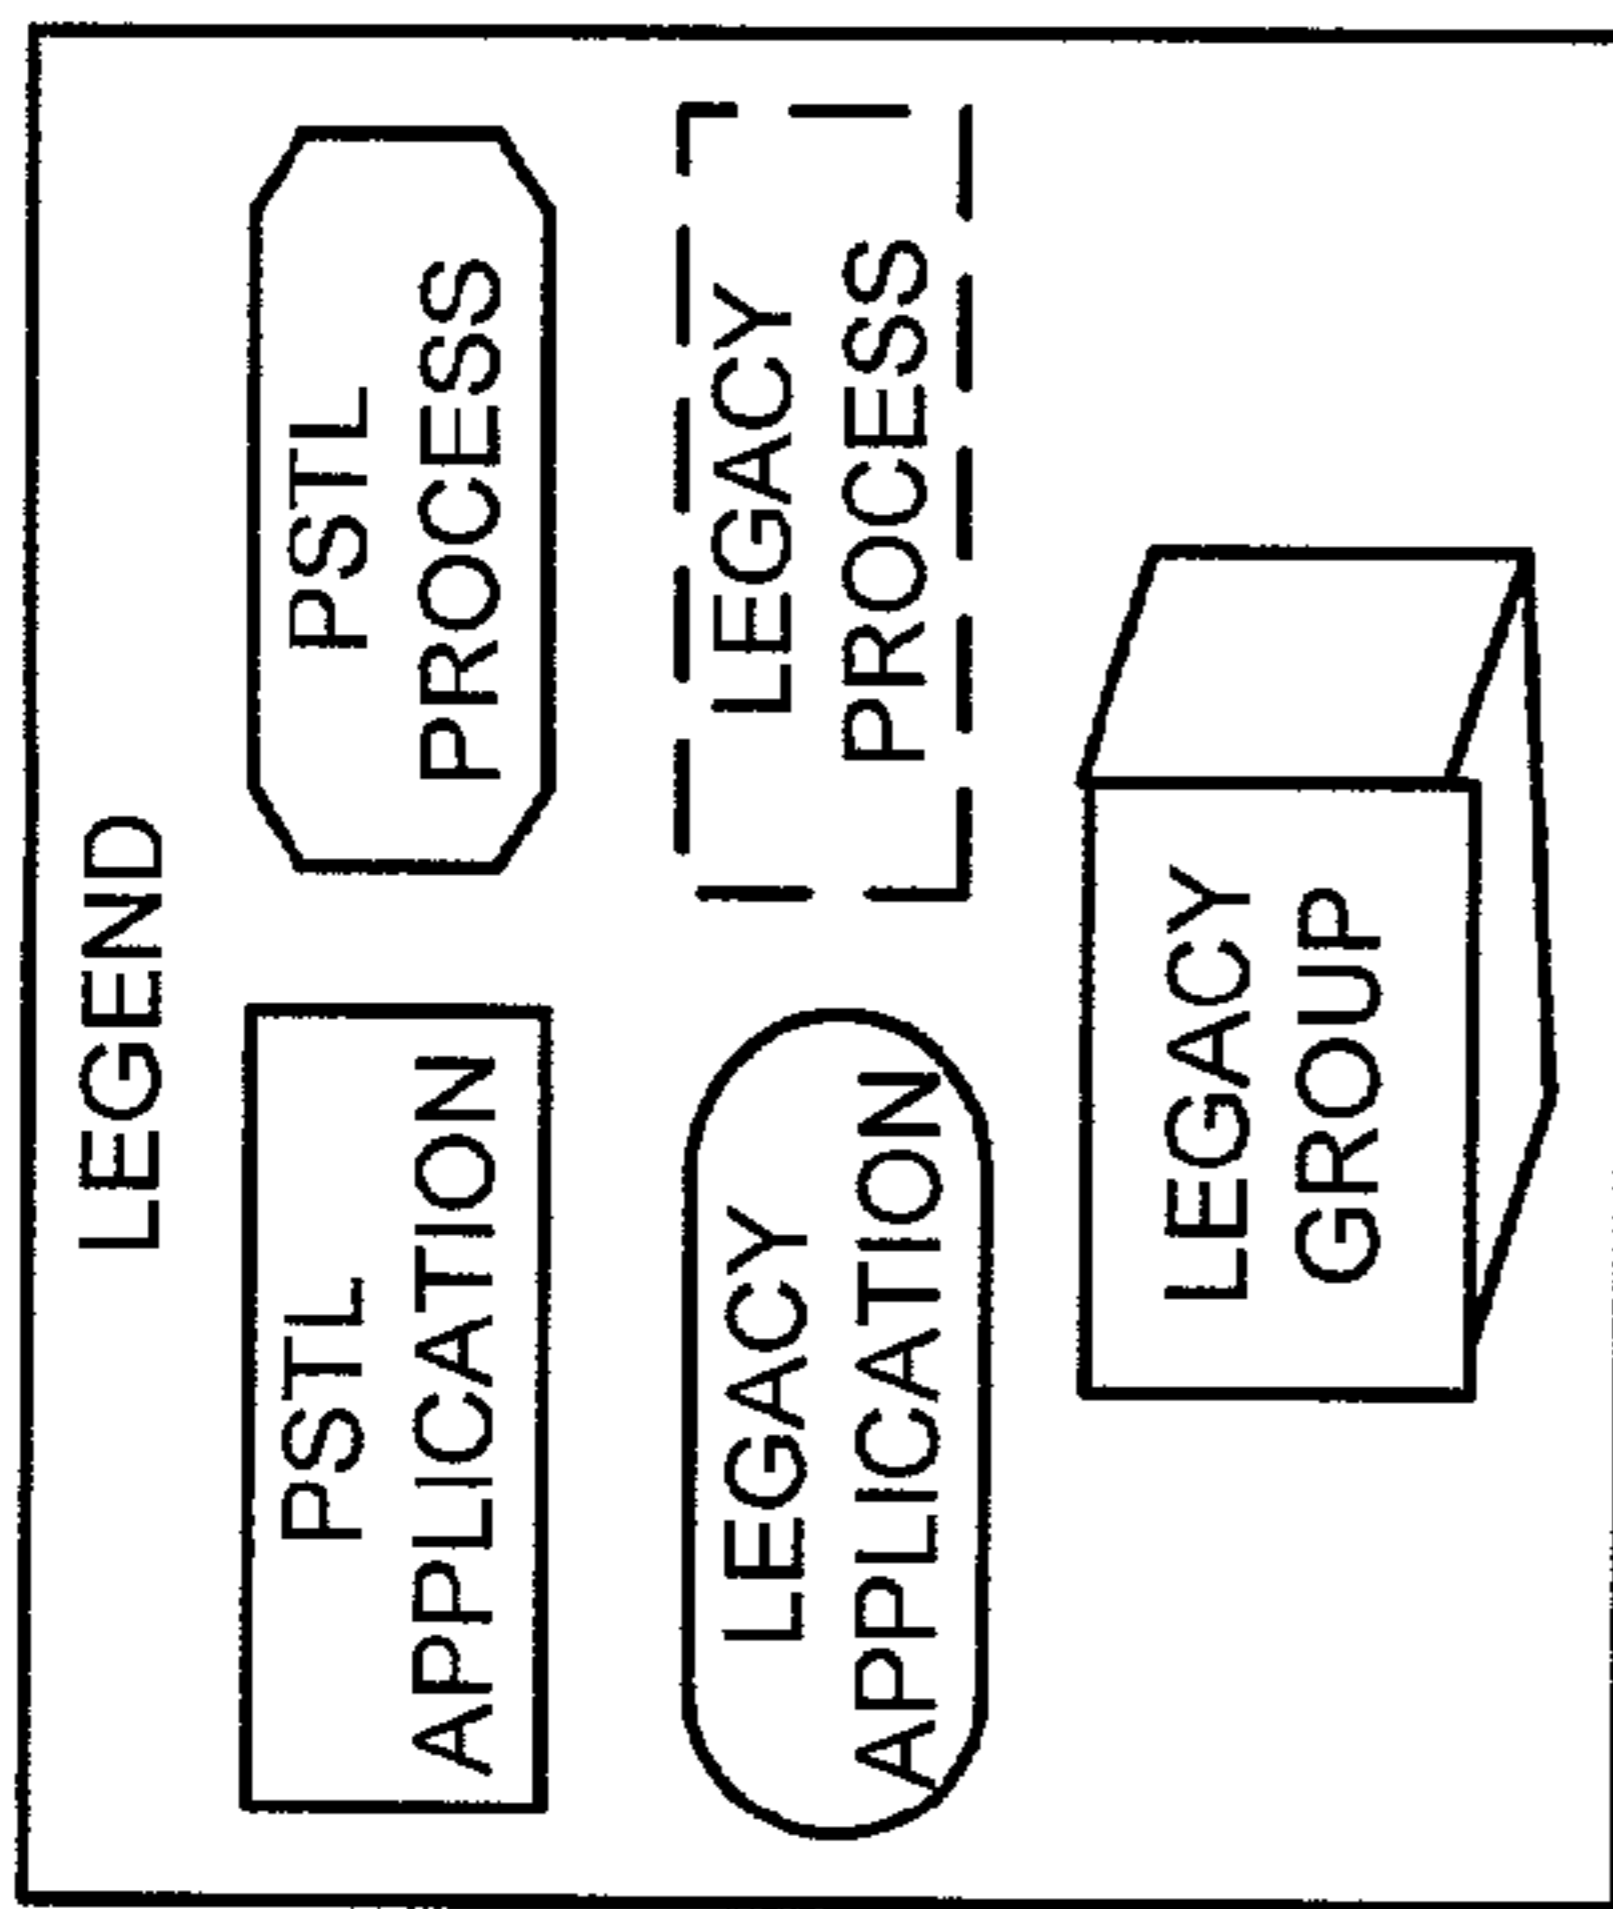 LEGEND
PSTL
APPLICATION
PSTL
PROCESS
LEGACY
APPLICATION
LEGACY
PROCESS
LEGACY
GROUP